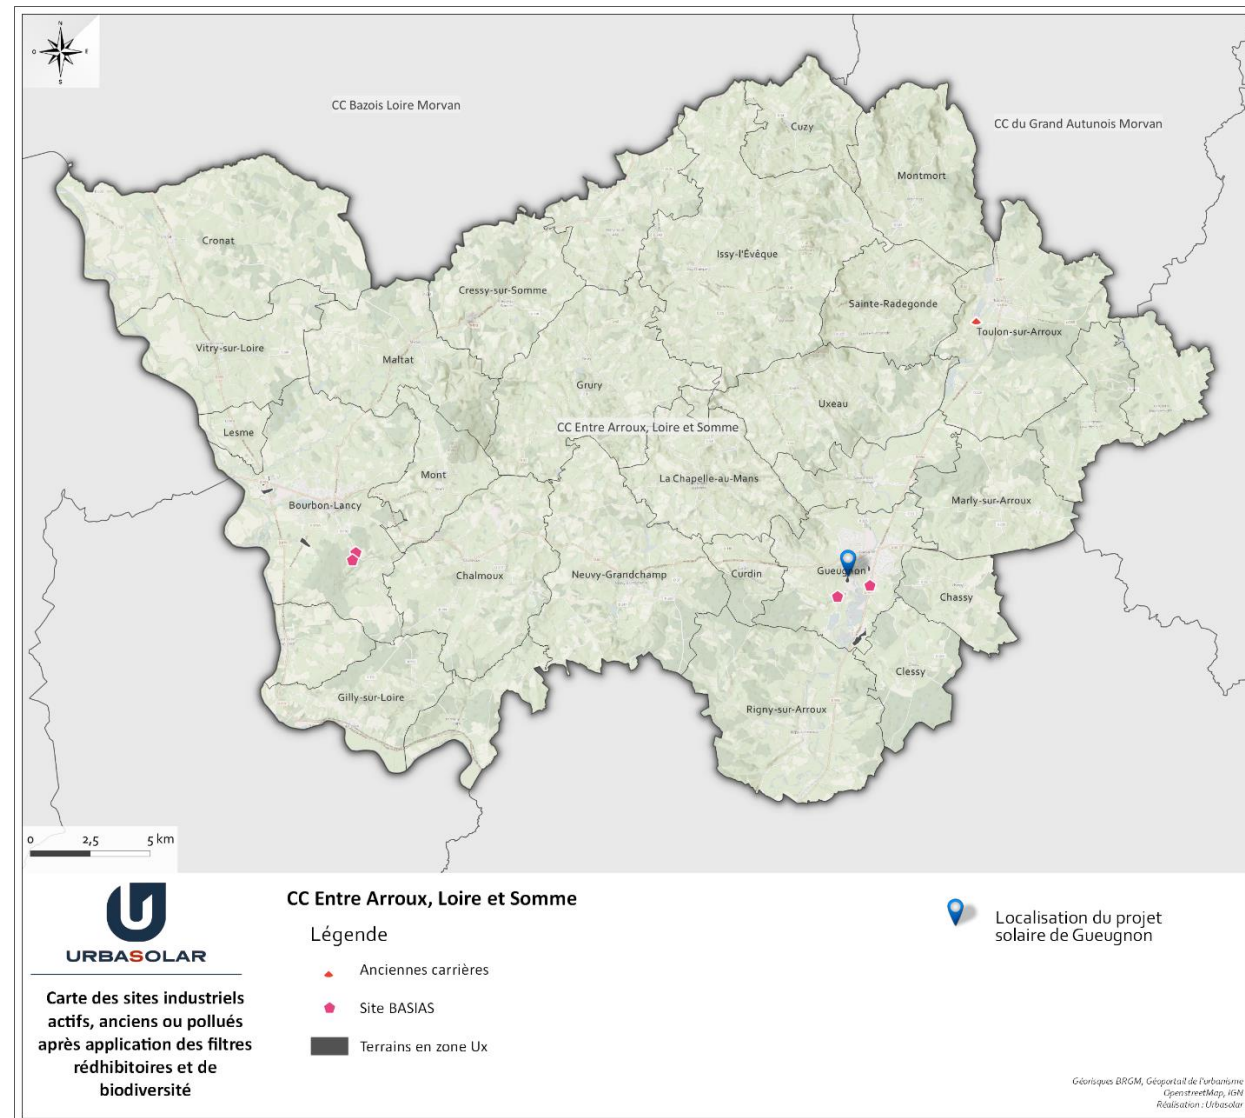 N
O
E
S
CC Bazois Loire Morvan
CC du Grand Autunois Morvan
Cuzy
Montmort
Cronat
Issy-l'Évêque
Cressy-sur-Somme
Sainte-Radegonde
Toulon-sur-Arroux
Vitry-sur-Loire
Maltat
Grury
Uxeau
CC Entre Arroux, Loire et Somme
Lesme
Mont
La Chapelle-au-Mans
Bourbon-Lancy
Marly-sur-Arroux
Chalmoux
Neuvy-Grandchamp
Curdin
Gueugnon
Chassy
Clessy
Gilly-sur-Loire
Rigny-sur-Arroux
0 2,5 5 km
URBASOLAR
Carte des sites industriels
actifs, anciens ou pollués
après application des filtres
rédhibitoires et de
biodiversité
CC Entre Arroux, Loire et Somme
Légende
Anciennes carrières
Site BASIAS
Terrains en zone Ux
Localisation du projet
solaire de Gueugnon
Géorisques BRGM, Géoportail de l'urbanisme
OpenstreetMap, IGN
Réalisation : Urbasolar